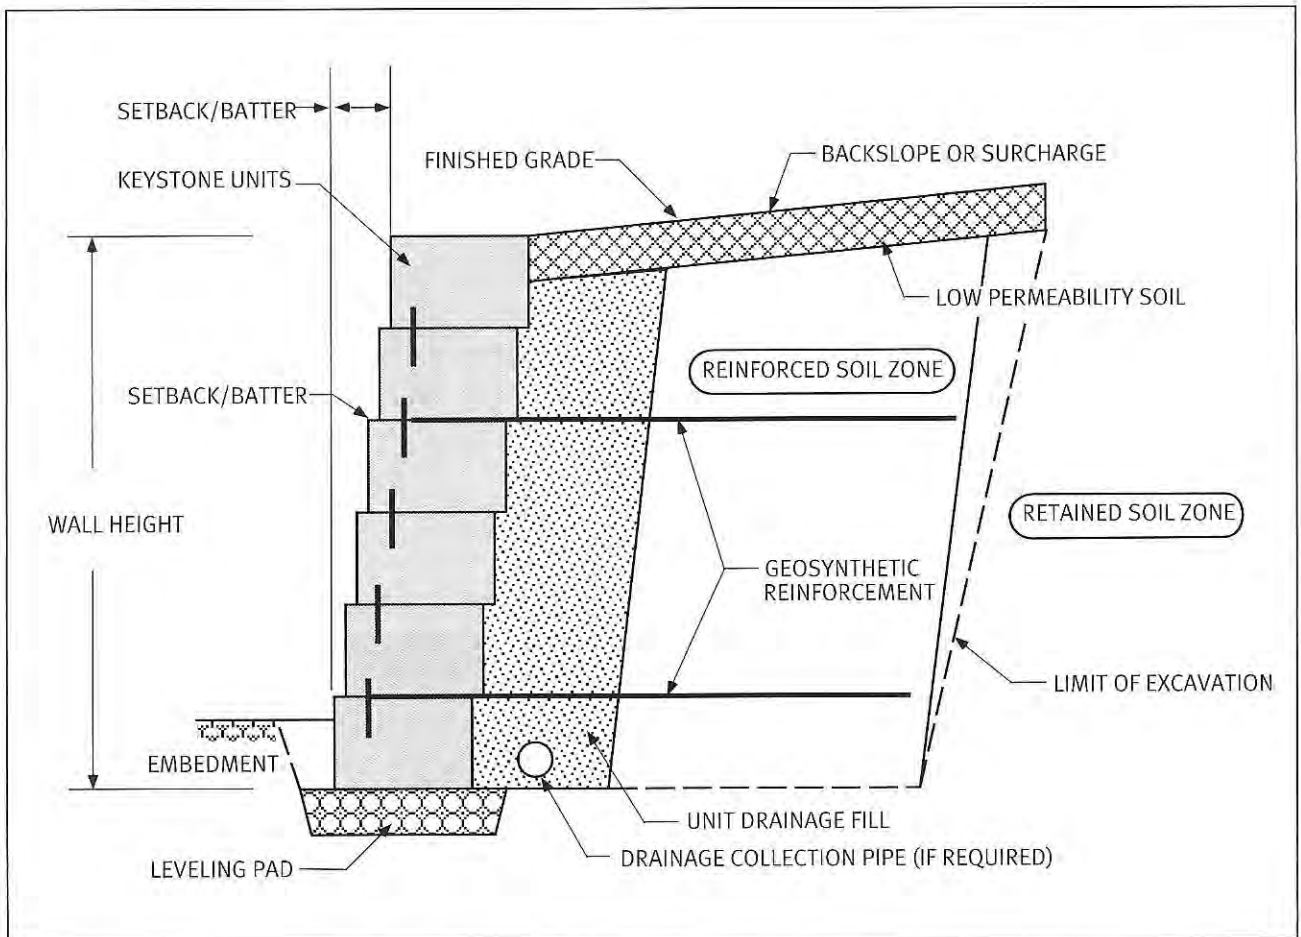 SETBACK/BATTER
FINISHED GRADE
BACKSLOPE OR SURCHARGE
KEYSTONE UNITS
LOW PERMEABILITY SOIL
REINFORCED SOIL ZONE
SETBACK/BATTER
RETAINED SOIL ZONE
WALL HEIGHT
GEOSYNTHETIC
REINFORCEMENT
LIMIT OF EXCAVATION
EMBEDMENT
UNIT DRAINAGE FILL
DRAINAGE COLLECTION PIPE (IF REQUIRED)
LEVELING PAD